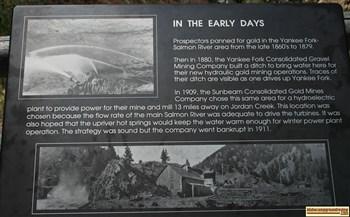 IN THE EARLY DAYS
Prospectors panned for gold in the Yankee Fork-
Salmon River area from the late 1860's to 1879.
Then in 1880, the Yankee Fork Consolidated Gravel
Mining Company built a ditch to bring water here for
their new hydraulic gold mining operations. Traces of
their ditch are visible as one drives up Yankee Fork.
In 1909, the Sunbeam Consolidated Gold Mines
Company chose this same area for a hydroelectric
plant to provide power for their mine and mill 13 miles away on Jordan Creek. This location was
chosen because the flow rate of the main Salmon River was adequate to drive the turbines. It was
also hoped that the upriver hot springs would keep the water warm enough for winter power plant
operation. The strategy was sound but the company went bankrupt in 1911.